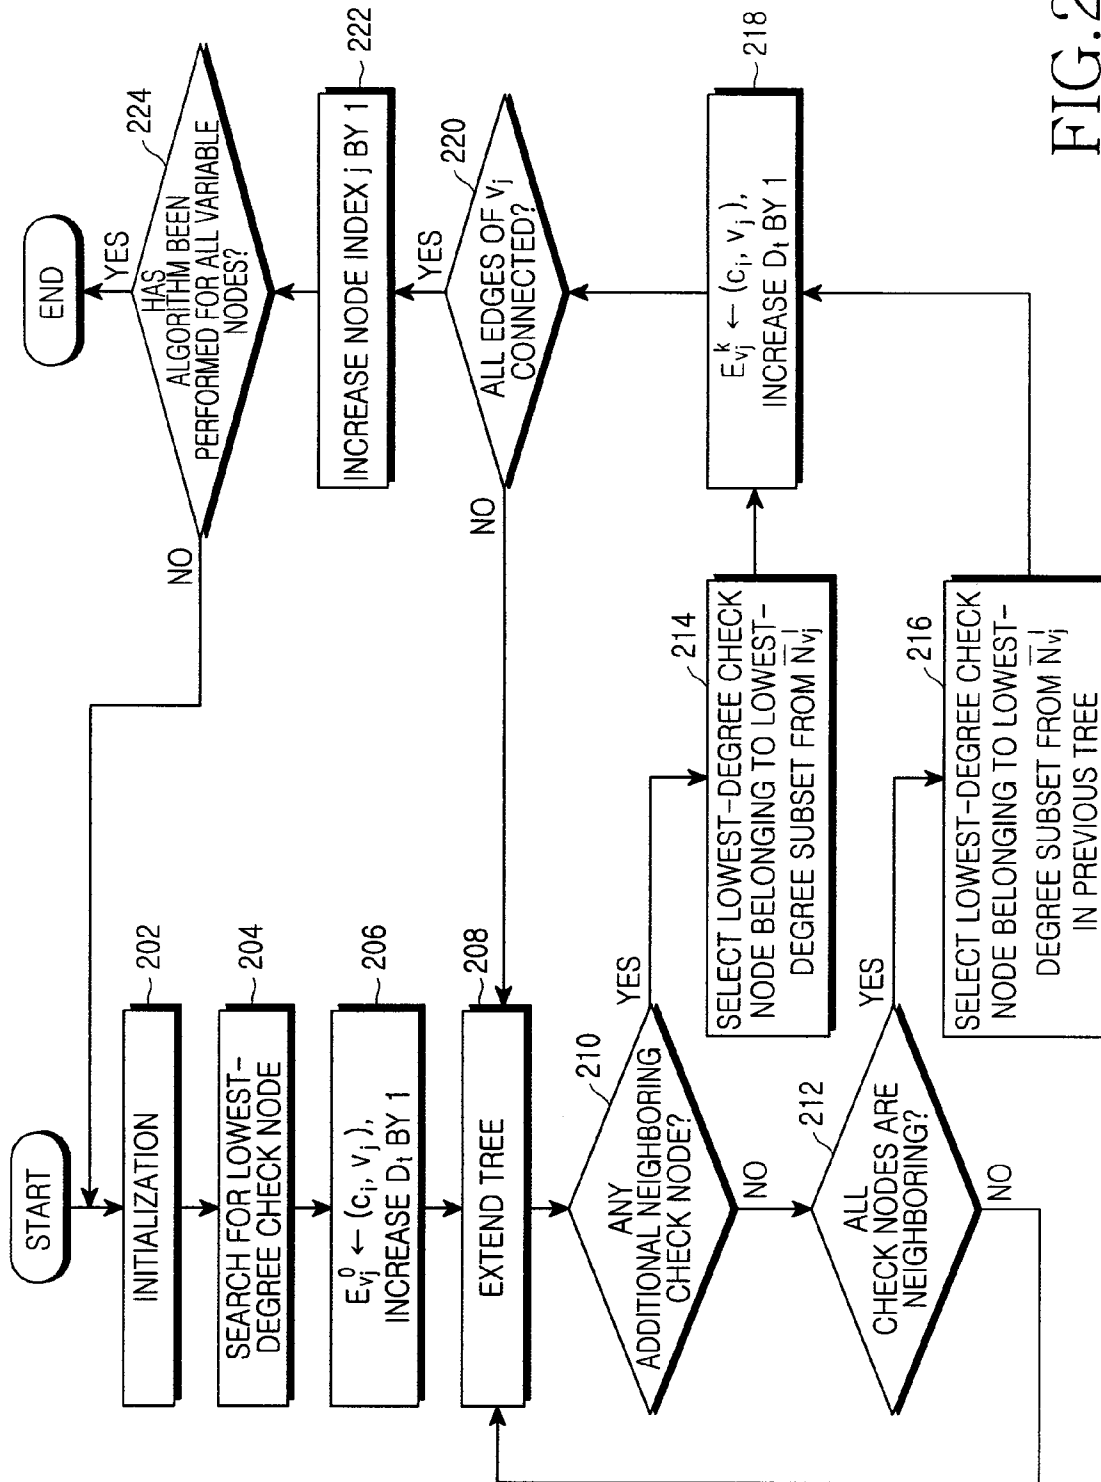 START
INITIALIZATION
202
SEARCH FOR LOWEST-
DEGREE CHECK NODE
204
E⁰vj ← (ci, vj),
INCREASE Dt BY 1
206
EXTEND TREE
208
ANY
ADDITIONAL NEIGHBORING
CHECK NODE?
210
YES
NO
ALL
CHECK NODES ARE
NEIGHBORING?
212
YES
NO
SELECT LOWEST-DEGREE CHECK
NODE BELONGING TO LOWEST-
DEGREE SUBSET FROM N̅ˡvj
214
SELECT LOWEST-DEGREE CHECK
NODE BELONGING TO LOWEST-
DEGREE SUBSET FROM N̅ˡvj
IN PREVIOUS TREE
216
Eᵏvj ← (ci, vj),
INCREASE Dt BY 1
218
ALL EDGES OF Vj
CONNECTED?
220
YES
NO
INCREASE NODE INDEX j BY 1
222
HAS
ALGORITHM BEEN
PERFORMED FOR ALL VARIABLE
NODES?
224
YES
NO
END
FIG.2